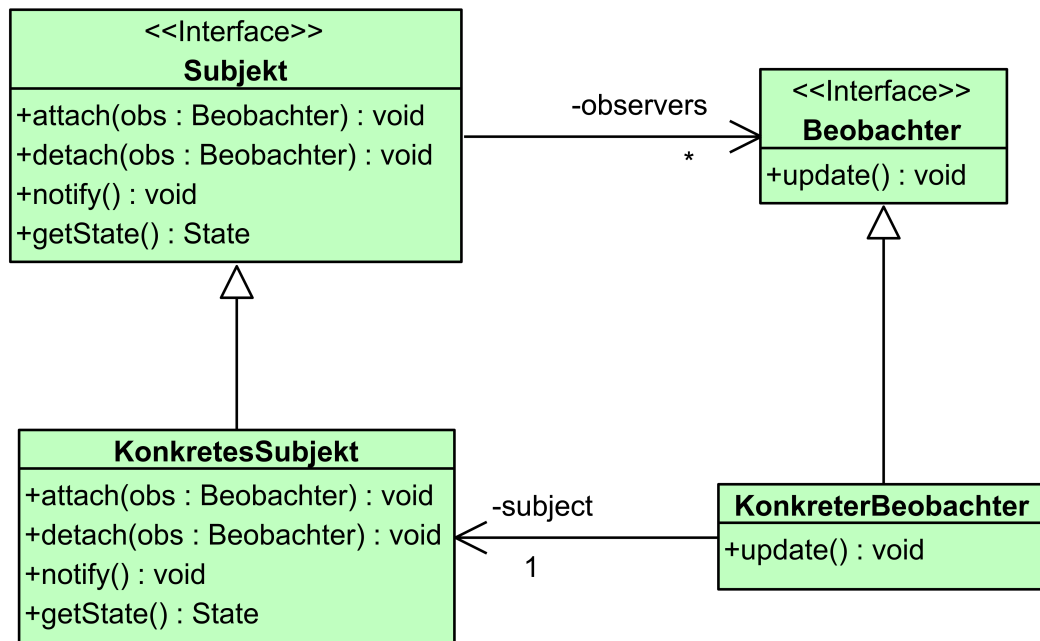 <<Interface>>
Subjekt
+attach(obs : Beobachter) : void
+detach(obs : Beobachter) : void
+notify() : void
+getState() : State
-observers
*
<<Interface>>
Beobachter
+update() : void
KonkretesSubjekt
+attach(obs : Beobachter) : void
+detach(obs : Beobachter) : void
+notify() : void
+getState() : State
-subject
1
KonkreterBeobachter
+update() : void